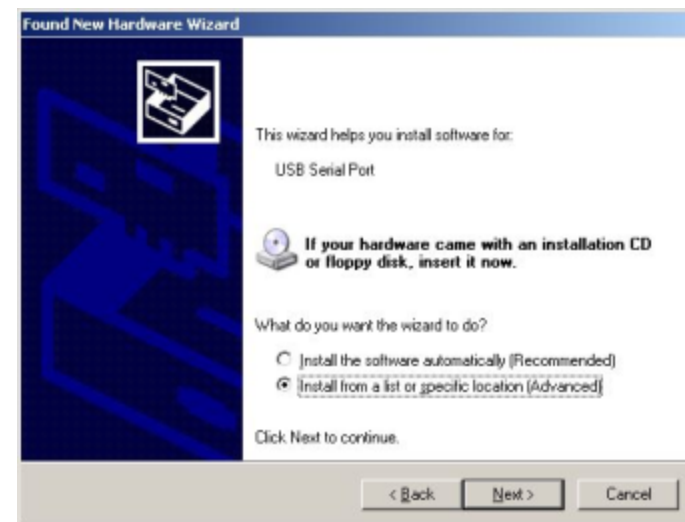 Found New Hardware Wizard
This wizard helps you install software for:
USB Serial Port
If your hardware came with an installation CD
or floppy disk, insert it now.
What do you want the wizard to do?
Install the software automatically (Recommended)
Install from a list or specific location (Advanced)
Click Next to continue.
< Back Next > Cancel